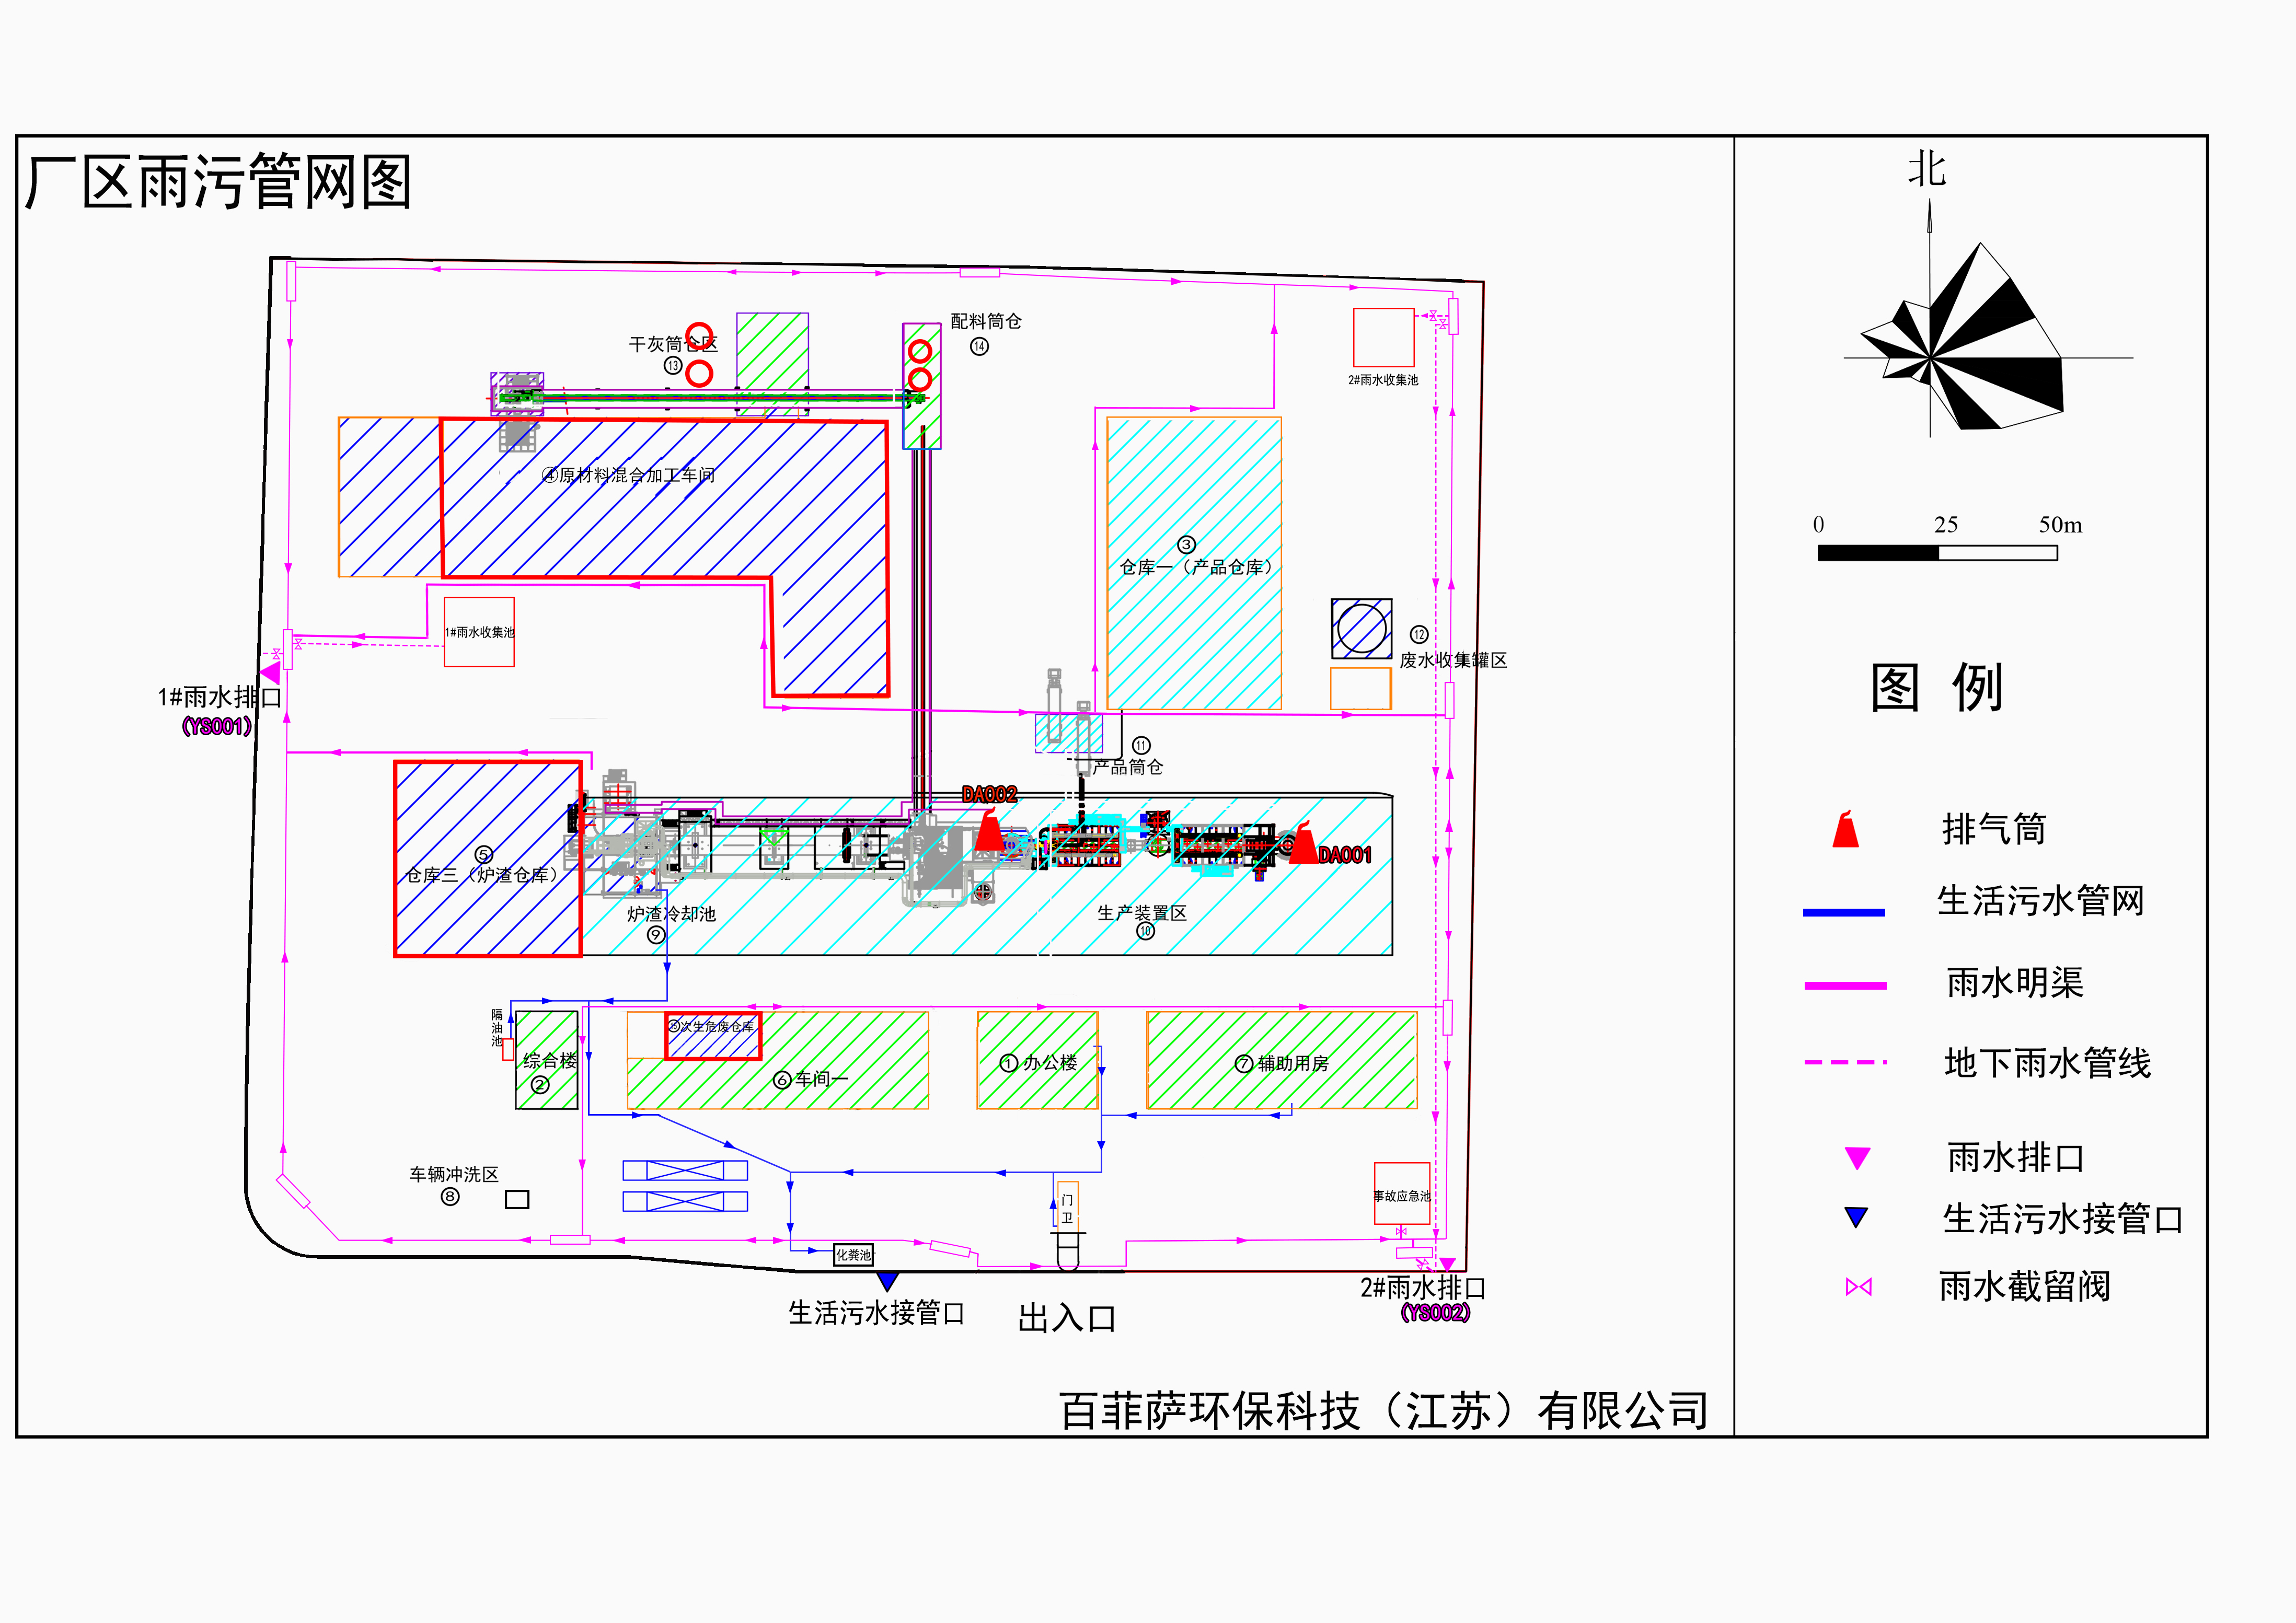 厂区雨污管网图
北
0 25 50m
配料筒仓
⑭
干灰筒仓区
⑬
2#雨水收集池
④原材料混合加工车间
③
仓库一（产品仓库）
1#雨水收集池
⑫
废水收集罐区
1#雨水排口
(YS001)
⑪
产品筒仓
DA002
DA001
⑤
仓库三（炉渣仓库）
炉渣冷却池
⑨
生产装置区
⑩
隔油池
综合楼
②
次生危废仓库
⑥车间一
①办公楼
⑦辅助用房
车辆冲洗区
⑧
门卫
事故应急池
化粪池
生活污水接管口
出入口
2#雨水排口
(YS002)
百菲萨环保科技（江苏）有限公司
图 例
排气筒
生活污水管网
雨水明渠
地下雨水管线
雨水排口
生活污水接管口
雨水截留阀